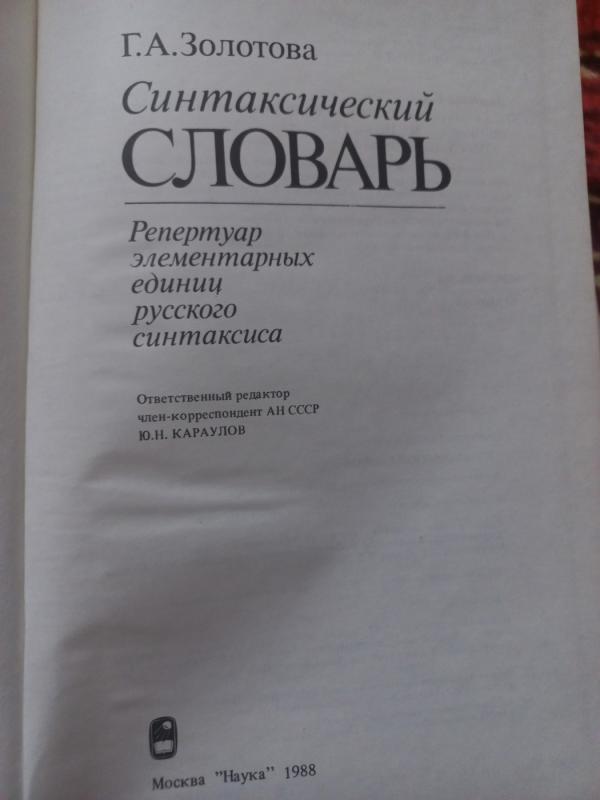 Г.А.Золотова
Синтаксический
СЛОВАРЬ
Репертуар
элементарных
единиц
русского
синтаксиса
Ответственный редактор
член-корреспондент АН СССР
Ю.Н. КАРАУЛОВ
Москва "Наука" 1988